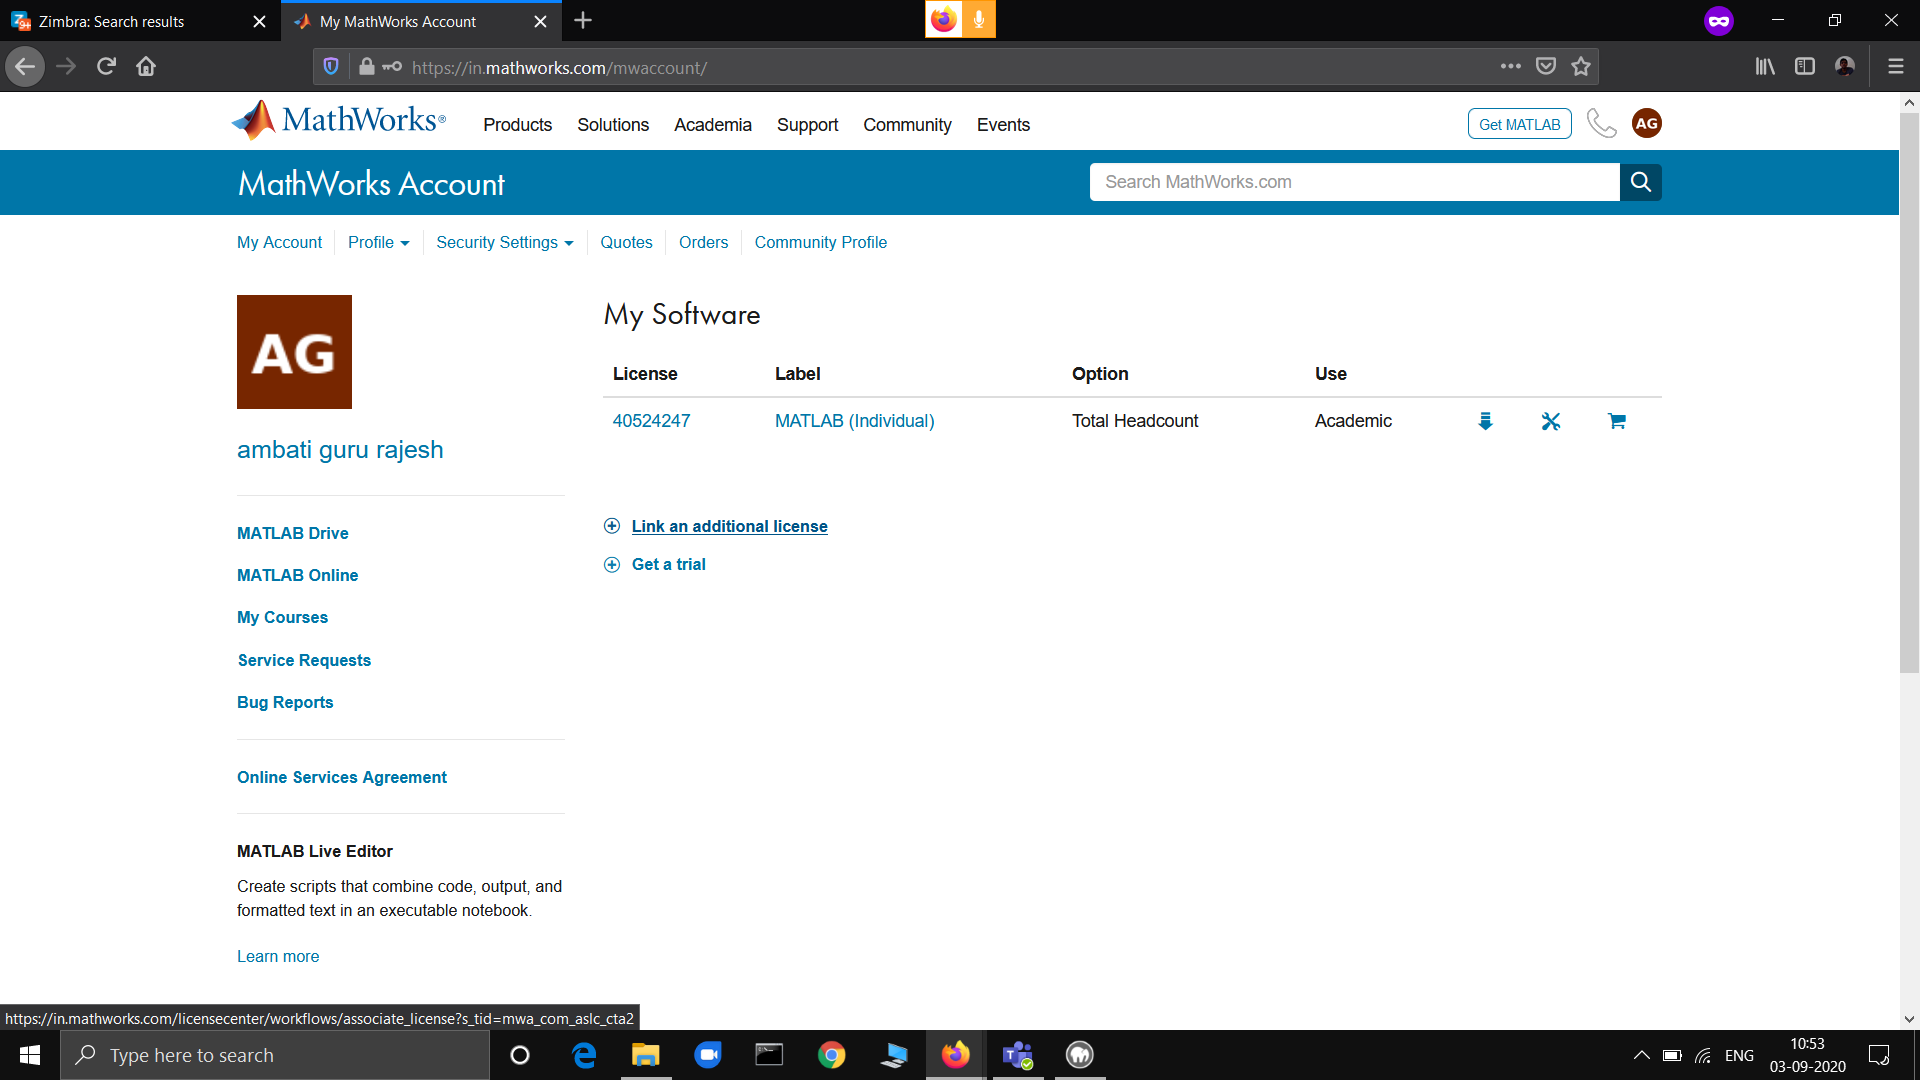 Zimbra: Search results
My MathWorks Account
https://in.mathworks.com/mwaccount/
MathWorks®
Products Solutions Academia Support Community Events
Get MATLAB
AG
MathWorks Account
Search MathWorks.com
My Account Profile Security Settings Quotes Orders Community Profile
AG
ambati guru rajesh
MATLAB Drive
MATLAB Online
My Courses
Service Requests
Bug Reports
Online Services Agreement
MATLAB Live Editor
Create scripts that combine code, output, and
formatted text in an executable notebook.
Learn more
My Software
License Label Option Use
40524247 MATLAB (Individual) Total Headcount Academic
Link an additional license
Get a trial
https://in.mathworks.com/licensecenter/workflows/associate_license?s_tid=mwa_com_aslc_cta2
Type here to search
ENG
10:53
03-09-2020